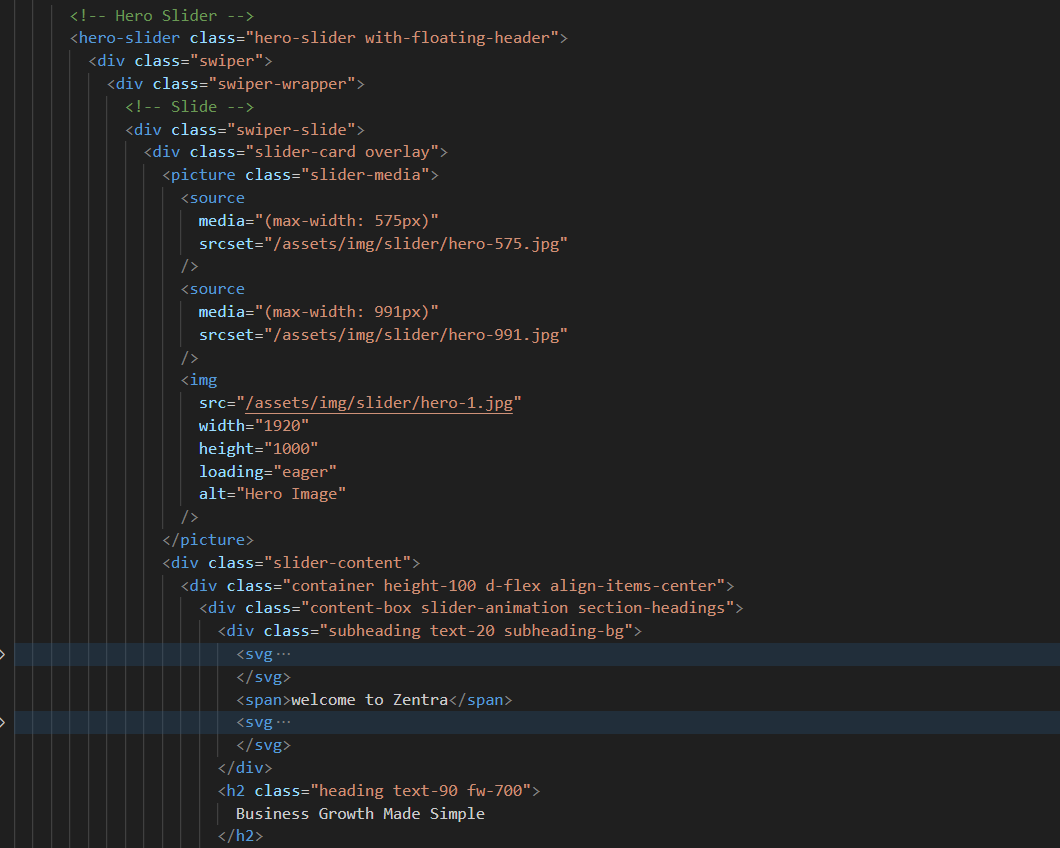 <!-- Hero Slider -->
<hero-slider class="hero-slider with-floating-header">
<div class="swiper">
<div class="swiper-wrapper">
<!-- Slide -->
<div class="swiper-slide">
<div class="slider-card overlay">
<picture class="slider-media">
<source
media="(max-width: 575px)"
srcset="/assets/img/slider/hero-575.jpg"
/>
<source
media="(max-width: 991px)"
srcset="/assets/img/slider/hero-991.jpg"
/>
<img
src="/assets/img/slider/hero-1.jpg"
width="1920"
height="1000"
loading="eager"
alt="Hero Image"
/>
</picture>
<div class="slider-content">
<div class="container height-100 d-flex align-items-center">
<div class="content-box slider-animation section-headings">
<div class="subheading text-20 subheading-bg">
<svg ···
</svg>
<span>welcome to Zentra</span>
<svg ···
</svg>
</div>
<h2 class="heading text-90 fw-700">
Business Growth Made Simple
</h2>